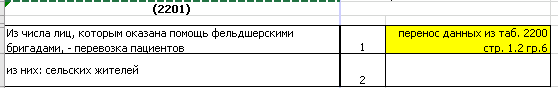 (2201)
Из числа лиц, которым оказана помощь фельдшерскими
бригадами, - перевозка пациентов
1
перенос данных из таб. 2200
стр. 1.2 гр.6
из них: сельских жителей
2